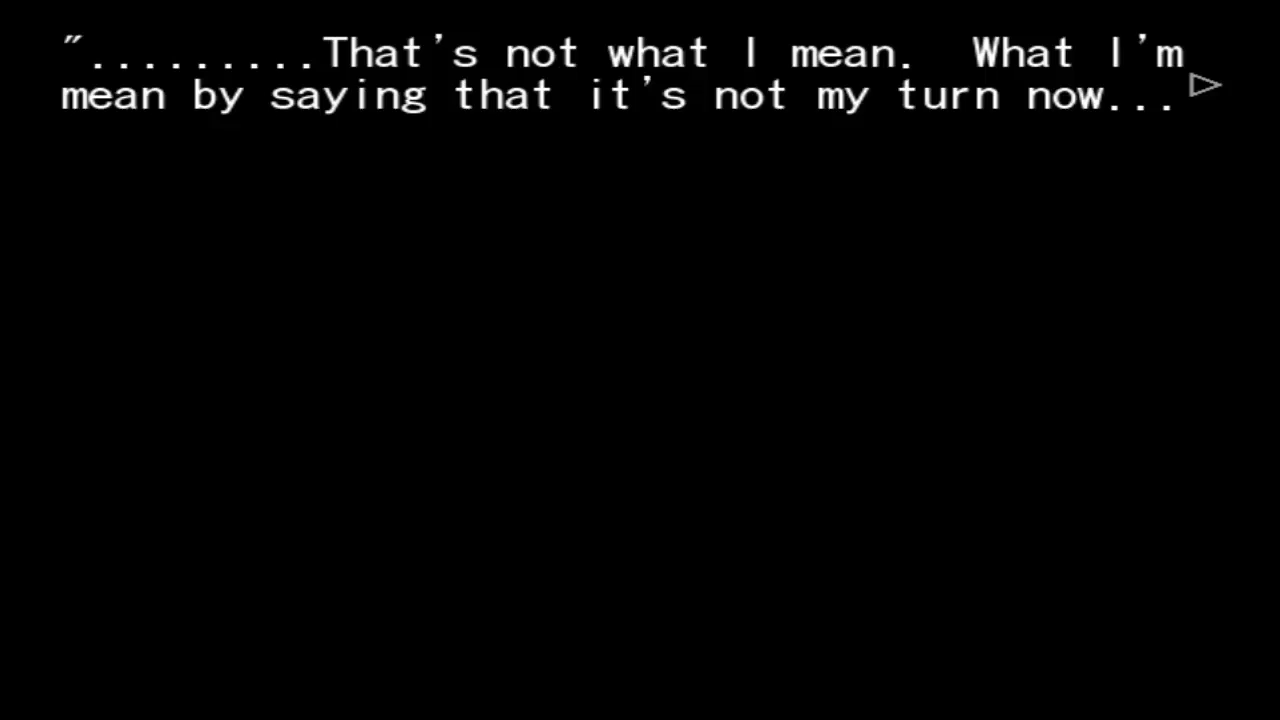 ".........That's not what I mean.  What I'm
mean by saying that it's not my turn now...